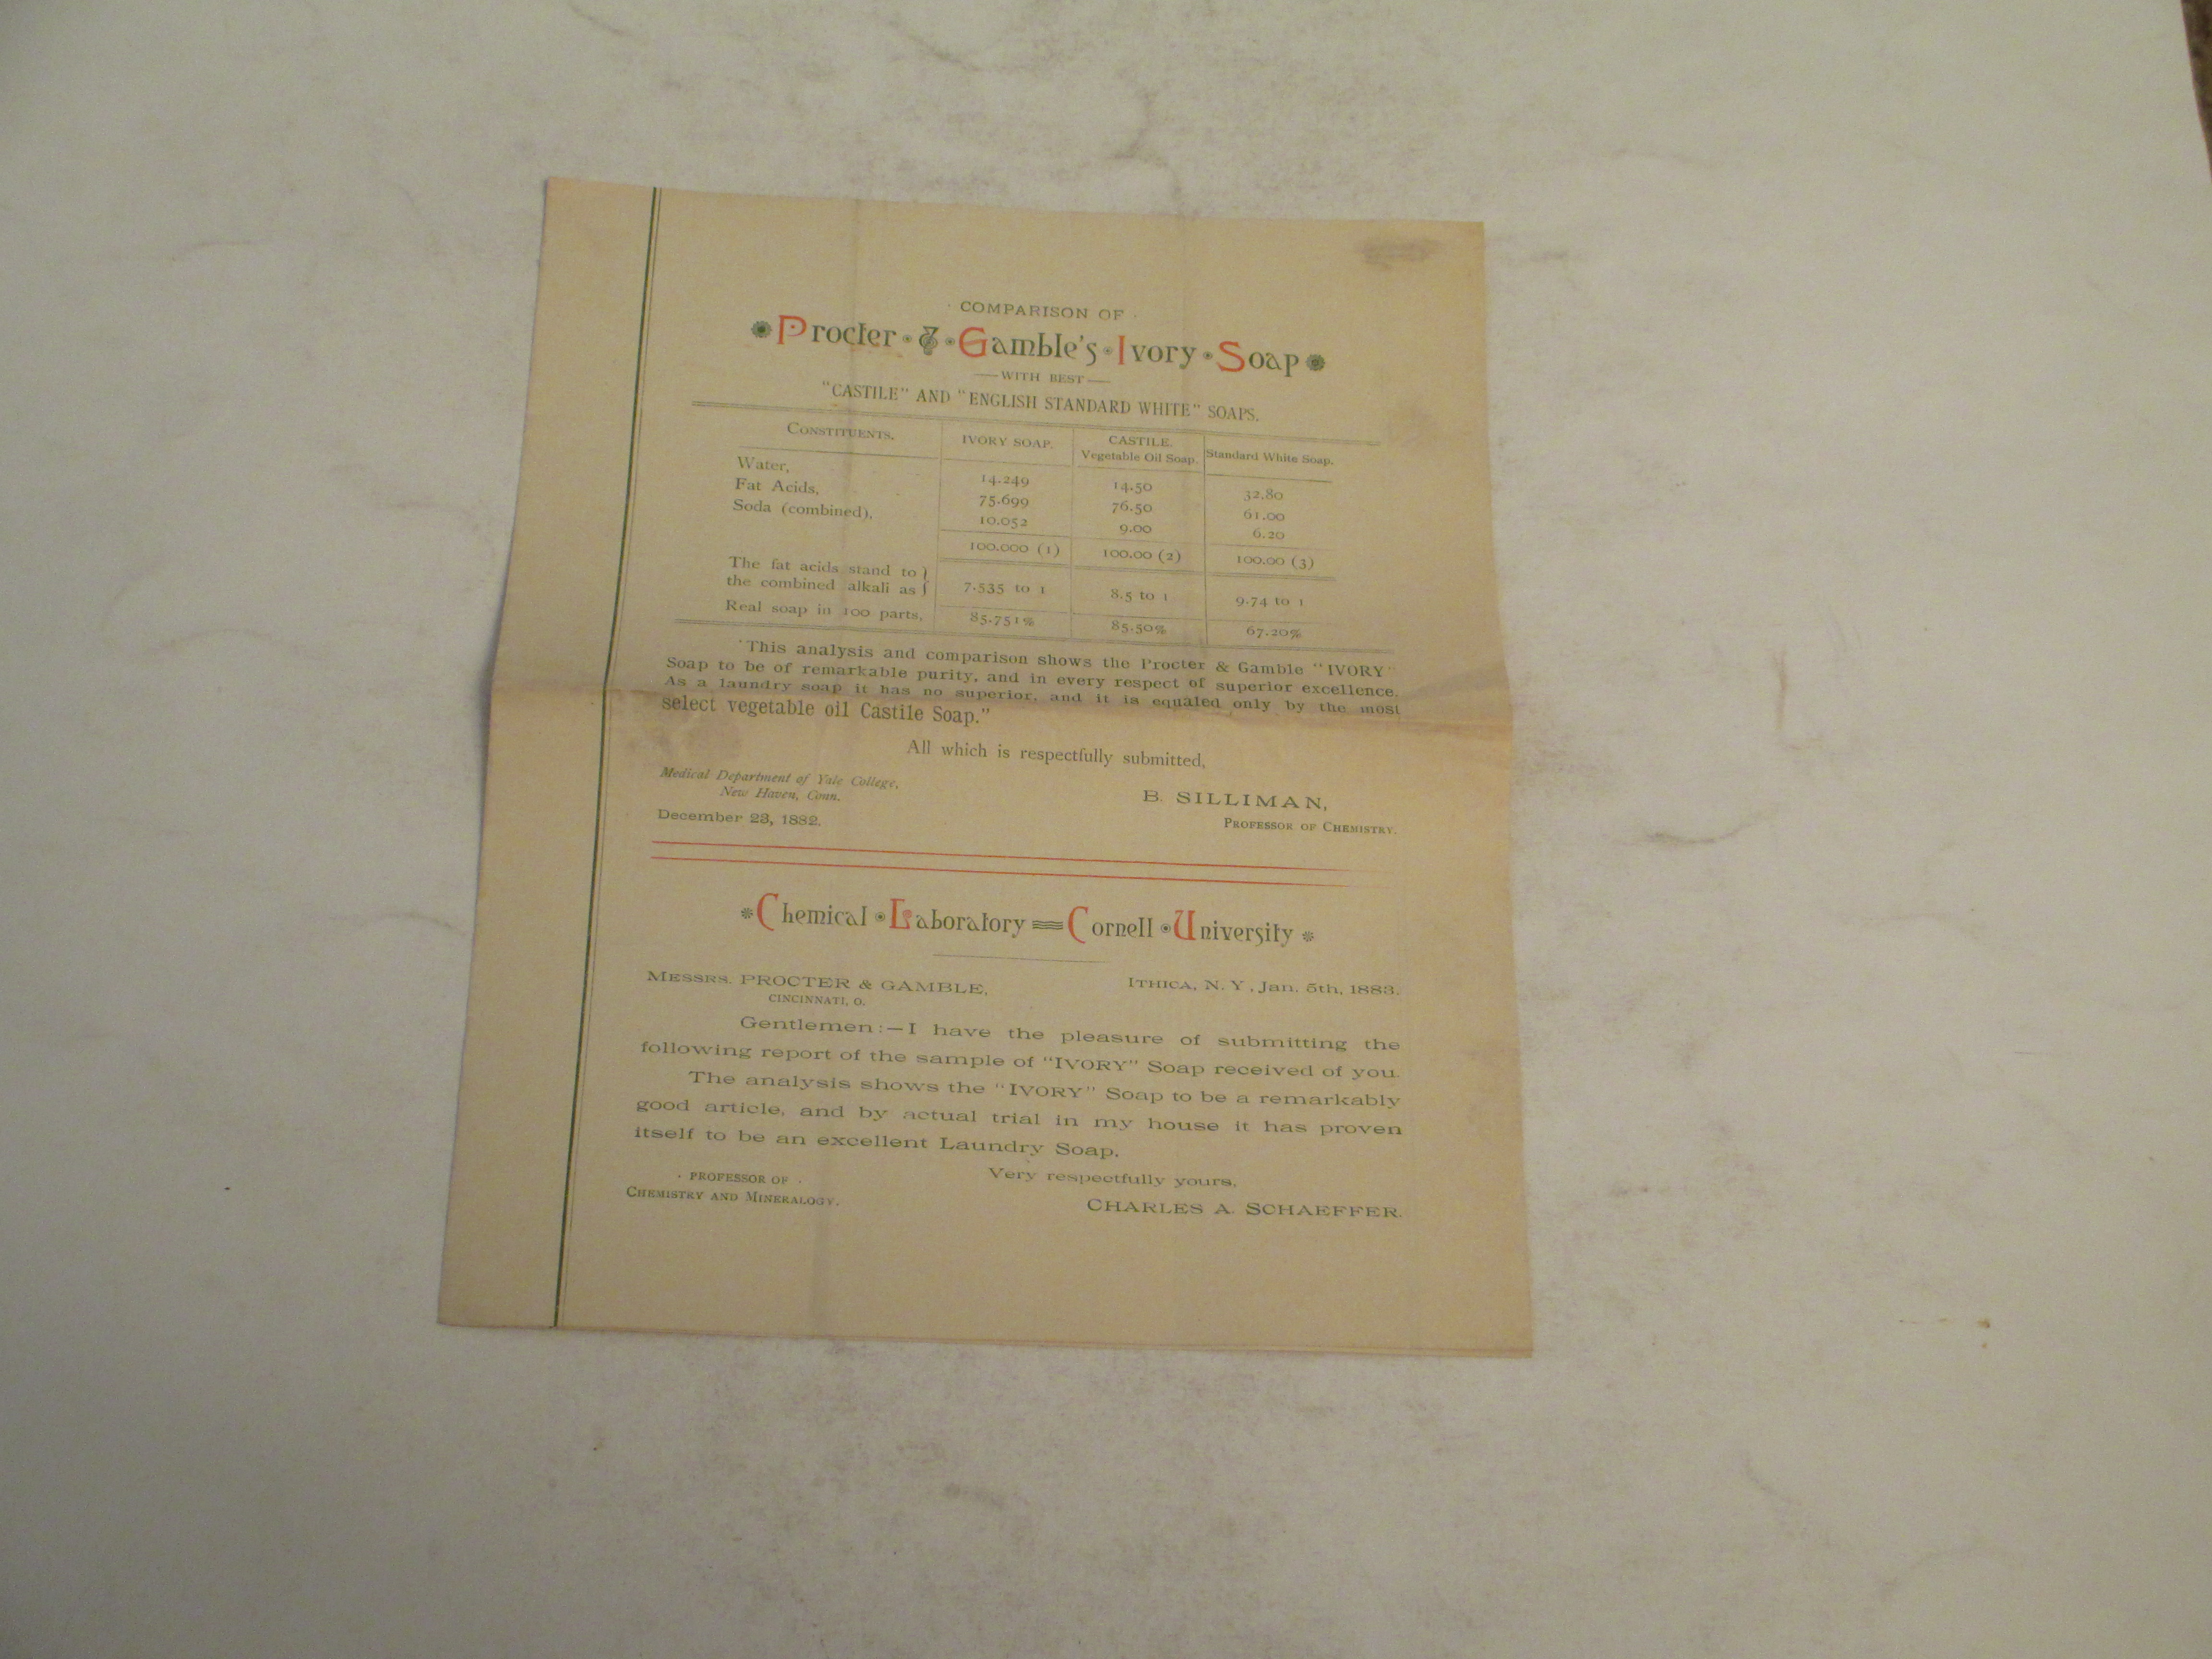 COMPARISON OF
Procter & Gamble's Ivory Soap
WITH BEST
"CASTILE" AND "ENGLISH STANDARD WHITE" SOAPS.
CONSTITUENTS. IVORY SOAP. CASTILE. Vegetable Oil Soap. Standard White Soap.
Water, 14.249 14.50 32.80
Fat Acids, 75.699 76.50 61.00
Soda (combined), 10.052 9.00 6.20
100.000 (1) 100.00 (2) 100.00 (3)
The fat acids stand to }
the combined alkali as } 7.535 to 1 8.5 to 1 9.74 to 1
Real soap in 100 parts, 85.751% 85.50% 67.20%
"This analysis and comparison shows the Procter & Gamble "IVORY"
Soap to be of remarkable purity, and in every respect of superior excellence.
As a laundry soap it has no superior, and it is equaled only by the most
select vegetable oil Castile Soap."
All which is respectfully submitted,
Medical Department of Yale College,
New Haven, Conn.
B. SILLIMAN,
December 23, 1882.
PROFESSOR OF CHEMISTRY.
Chemical Laboratory Cornell University
MESSRS. PROCTER & GAMBLE, ITHICA, N. Y., Jan. 5th, 1883.
CINCINNATI, O.
Gentlemen:—I have the pleasure of submitting the
following report of the sample of "IVORY" Soap received of you.
The analysis shows the "IVORY" Soap to be a remarkably
good article, and by actual trial in my house it has proven
itself to be an excellent Laundry Soap.
Very respectfully yours,
PROFESSOR OF
CHEMISTRY AND MINERALOGY.
CHARLES A. SCHAEFFER.